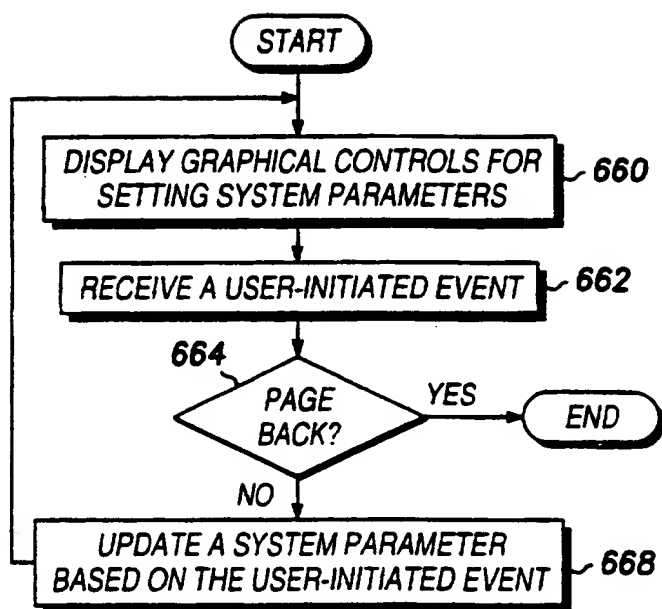 START
DISPLAY GRAPHICAL CONTROLS FOR
SETTING SYSTEM PARAMETERS
660
RECEIVE A USER-INITIATED EVENT
662
664
PAGE
BACK?
YES
END
NO
UPDATE A SYSTEM PARAMETER
BASED ON THE USER-INITIATED EVENT
668